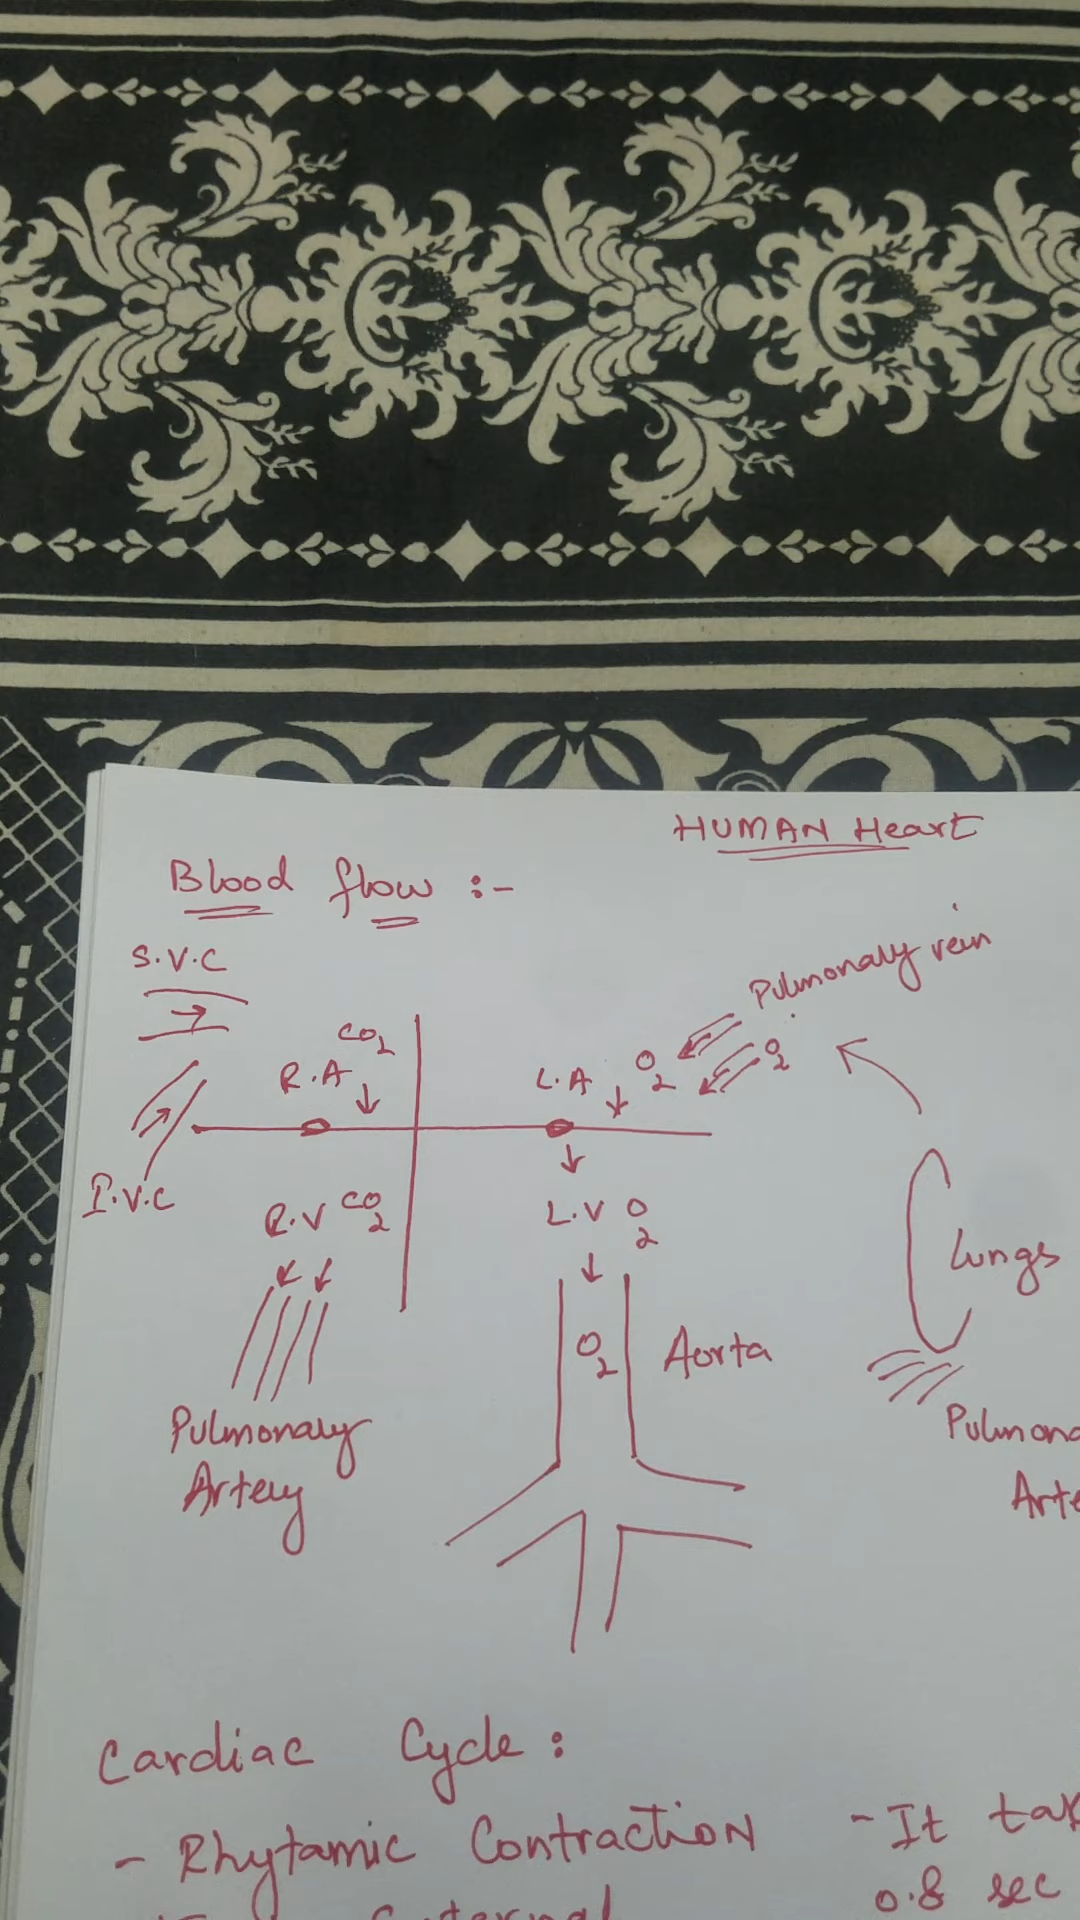 HUMAN Heart
Blood flow :-
S.V.C
Pulmonary vein
CO2
R.A
L.A
O2
O2
I.V.C
R.V CO2
L.V O2
Lungs
O2
Aorta
Pulmonary
Artery
Pulmona
Arte
Cardiac Cycle :
- Rhytamic Contraction
- It tak
0.8 sec